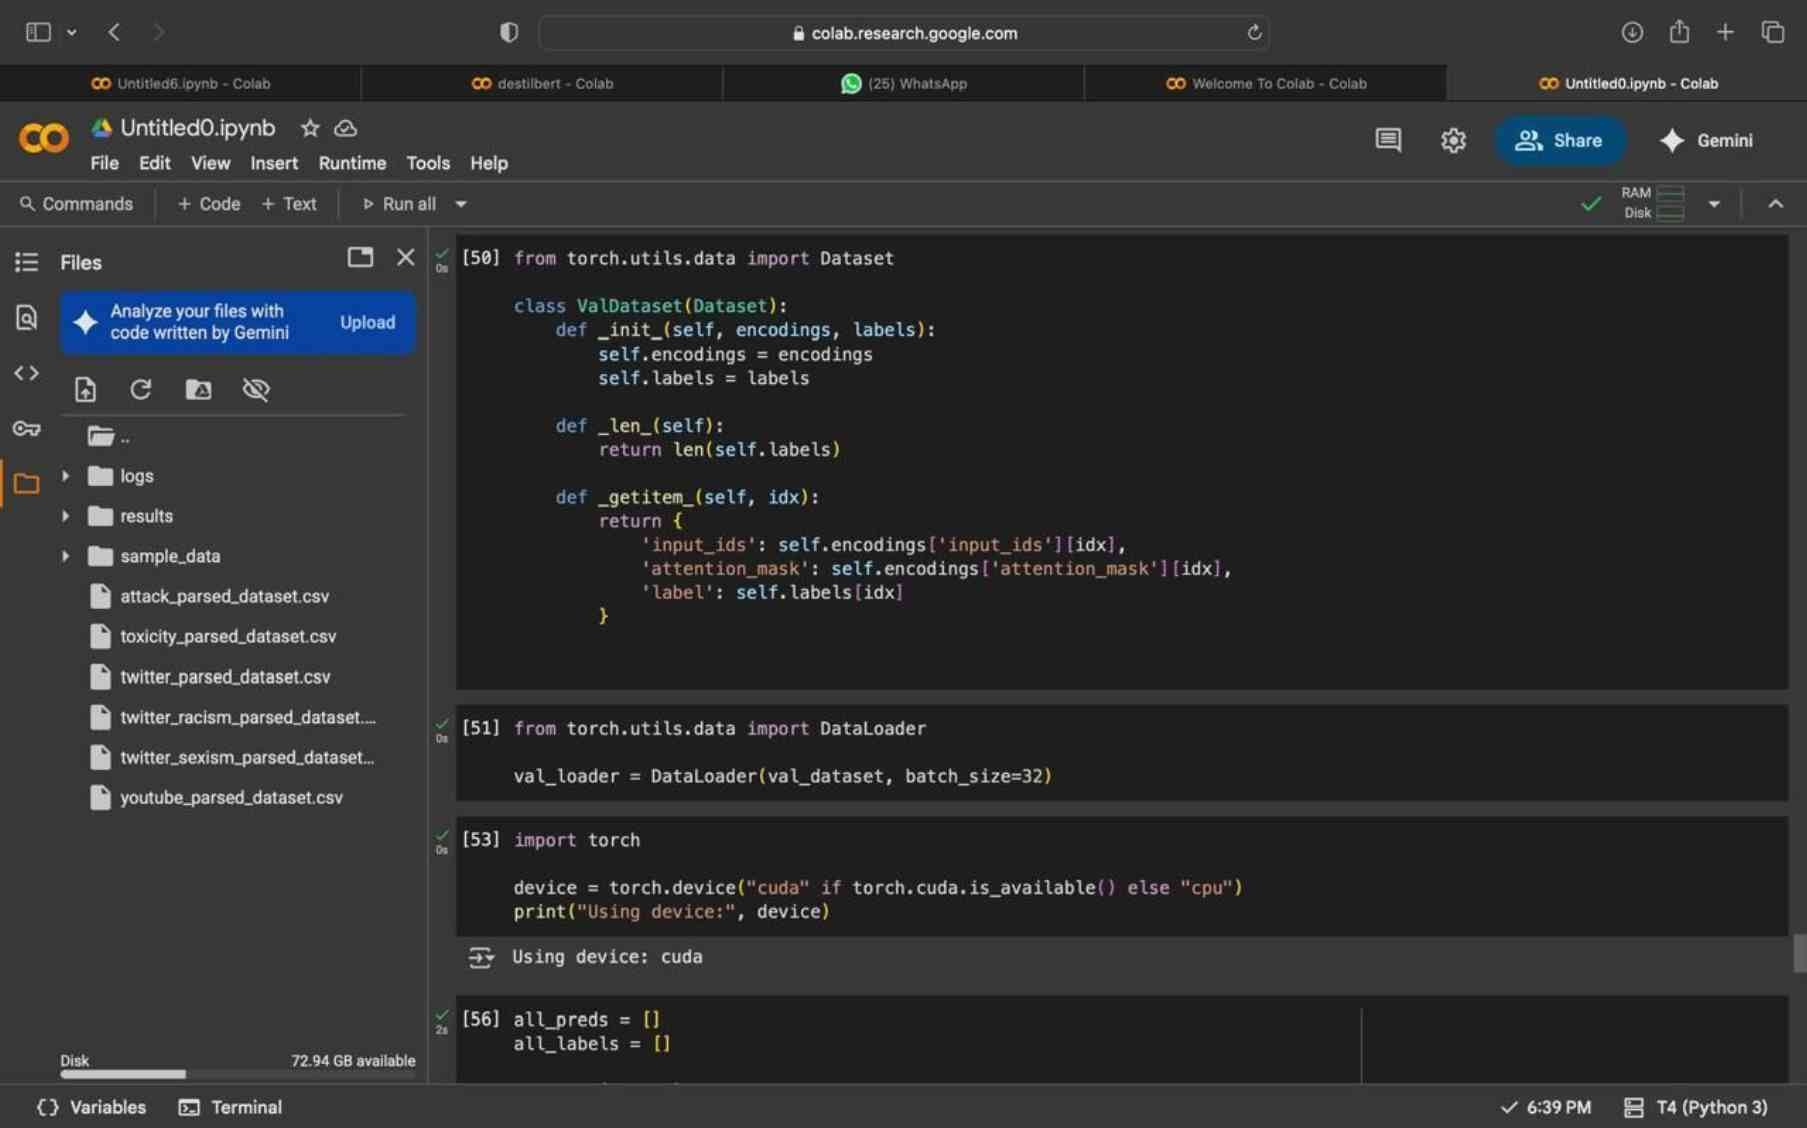 colab.research.google.com
Untitled6.ipynb - Colab
destilbert - Colab
(25) WhatsApp
Welcome To Colab - Colab
Untitled0.ipynb - Colab
Untitled0.ipynb
File Edit View Insert Runtime Tools Help
Share
Gemini
Commands + Code + Text Run all
RAM
Disk
Files
Analyze your files with
code written by Gemini
Upload
..
logs
results
sample_data
attack_parsed_dataset.csv
toxicity_parsed_dataset.csv
twitter_parsed_dataset.csv
twitter_racism_parsed_dataset....
twitter_sexism_parsed_dataset...
youtube_parsed_dataset.csv
Disk 72.94 GB available
0s
[50] from torch.utils.data import Dataset
class ValDataset(Dataset):
def _init_(self, encodings, labels):
self.encodings = encodings
self.labels = labels
def _len_(self):
return len(self.labels)
def _getitem_(self, idx):
return {
'input_ids': self.encodings['input_ids'][idx],
'attention_mask': self.encodings['attention_mask'][idx],
'label': self.labels[idx]
}
0s
[51] from torch.utils.data import DataLoader
val_loader = DataLoader(val_dataset, batch_size=32)
0s
[53] import torch
device = torch.device("cuda" if torch.cuda.is_available() else "cpu")
print("Using device:", device)
Using device: cuda
2s
[56] all_preds = []
all_labels = []
{} Variables Terminal
6:39 PM T4 (Python 3)